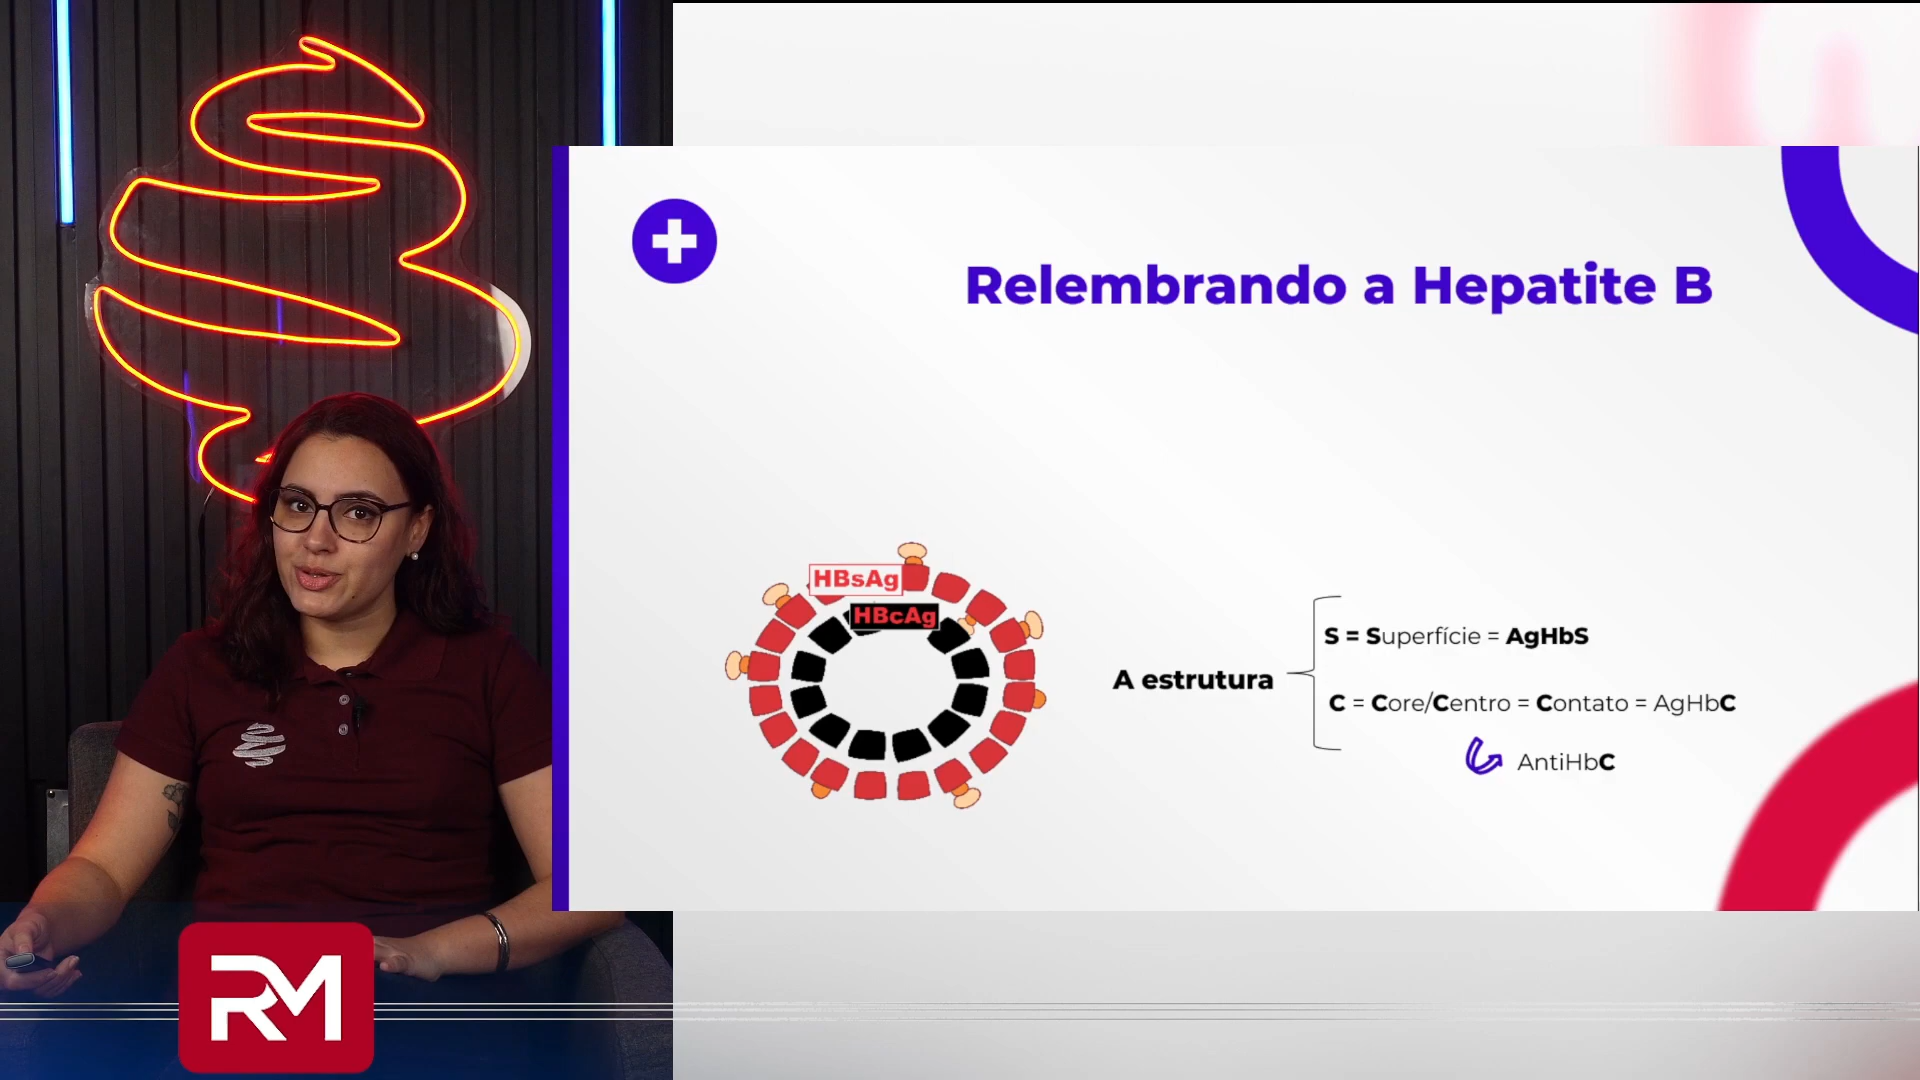 Relembrando a Hepatite B
HBsAg
HBcAg
A estrutura
S = Superfície = AgHbS
C = Core/Centro = Contato = AgHbC
AntiHbC
RM